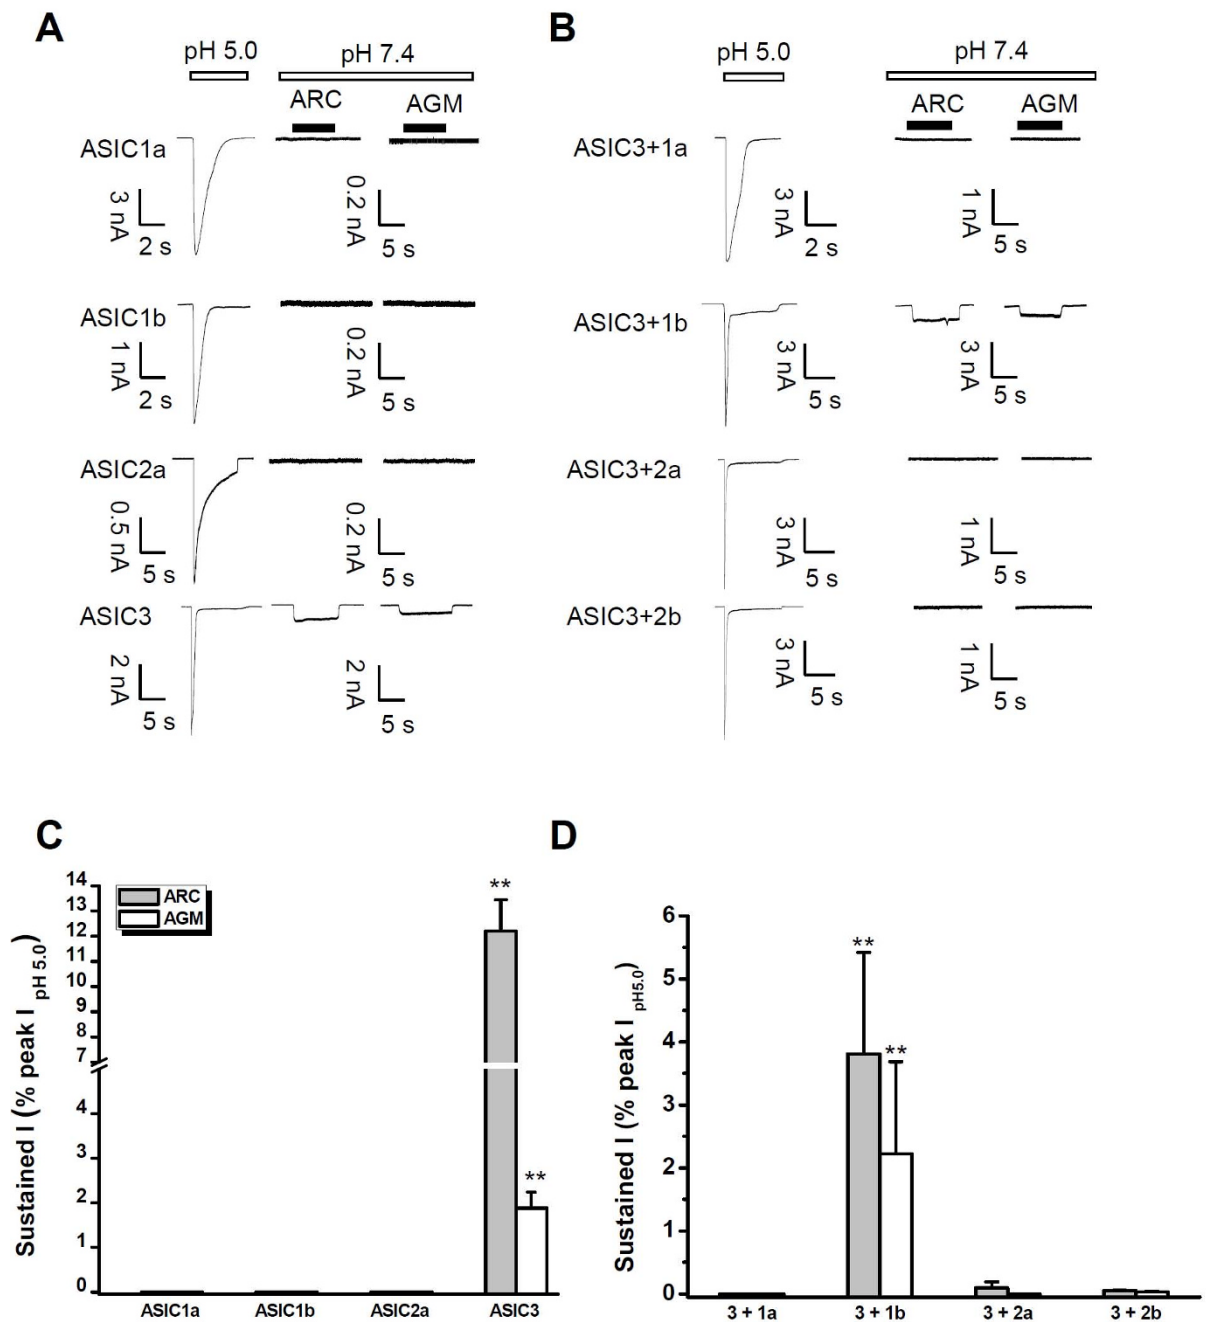 A
pH 5.0
pH 7.4
ARC
AGM
ASIC1a
3 nA
2 s
0.2 nA
5 s
ASIC1b
1 nA
2 s
0.2 nA
5 s
ASIC2a
0.5 nA
5 s
0.2 nA
5 s
ASIC3
2 nA
5 s
2 nA
5 s
B
pH 5.0
pH 7.4
ARC
AGM
ASIC3+1a
3 nA
2 s
1 nA
5 s
ASIC3+1b
3 nA
5 s
3 nA
5 s
ASIC3+2a
3 nA
5 s
1 nA
5 s
ASIC3+2b
3 nA
5 s
1 nA
5 s
C
Sustained I (% peak I pH 5.0)
14
13
12
11
10
9
8
7
4
3
2
1
0
ARC
AGM
**
**
ASIC1a ASIC1b ASIC2a ASIC3
D
Sustained I (% peak I pH5.0)
6
5
4
3
2
1
0
**
**
3 + 1a 3 + 1b 3 + 2a 3 + 2b